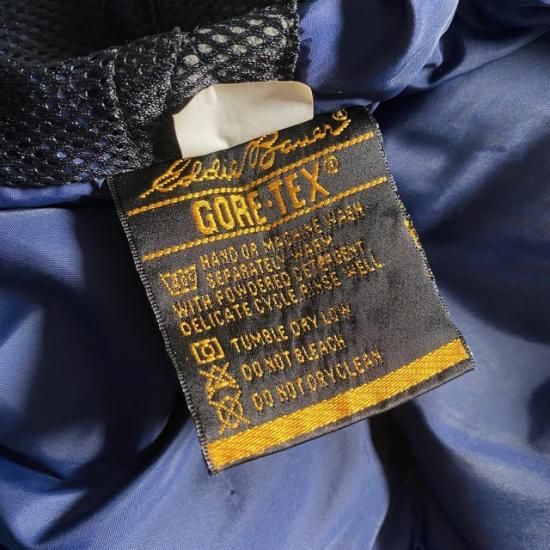 Eddie Bauer®
GORE-TEX®
HAND OR MACHINE WASH
SEPARATELY WARM
WITH POWDERED DETERGENT
DELICATE CYCLE RINSE WELL.
TUMBLE DRY LOW
DO NOT BLEACH
DO NOT DRYCLEAN